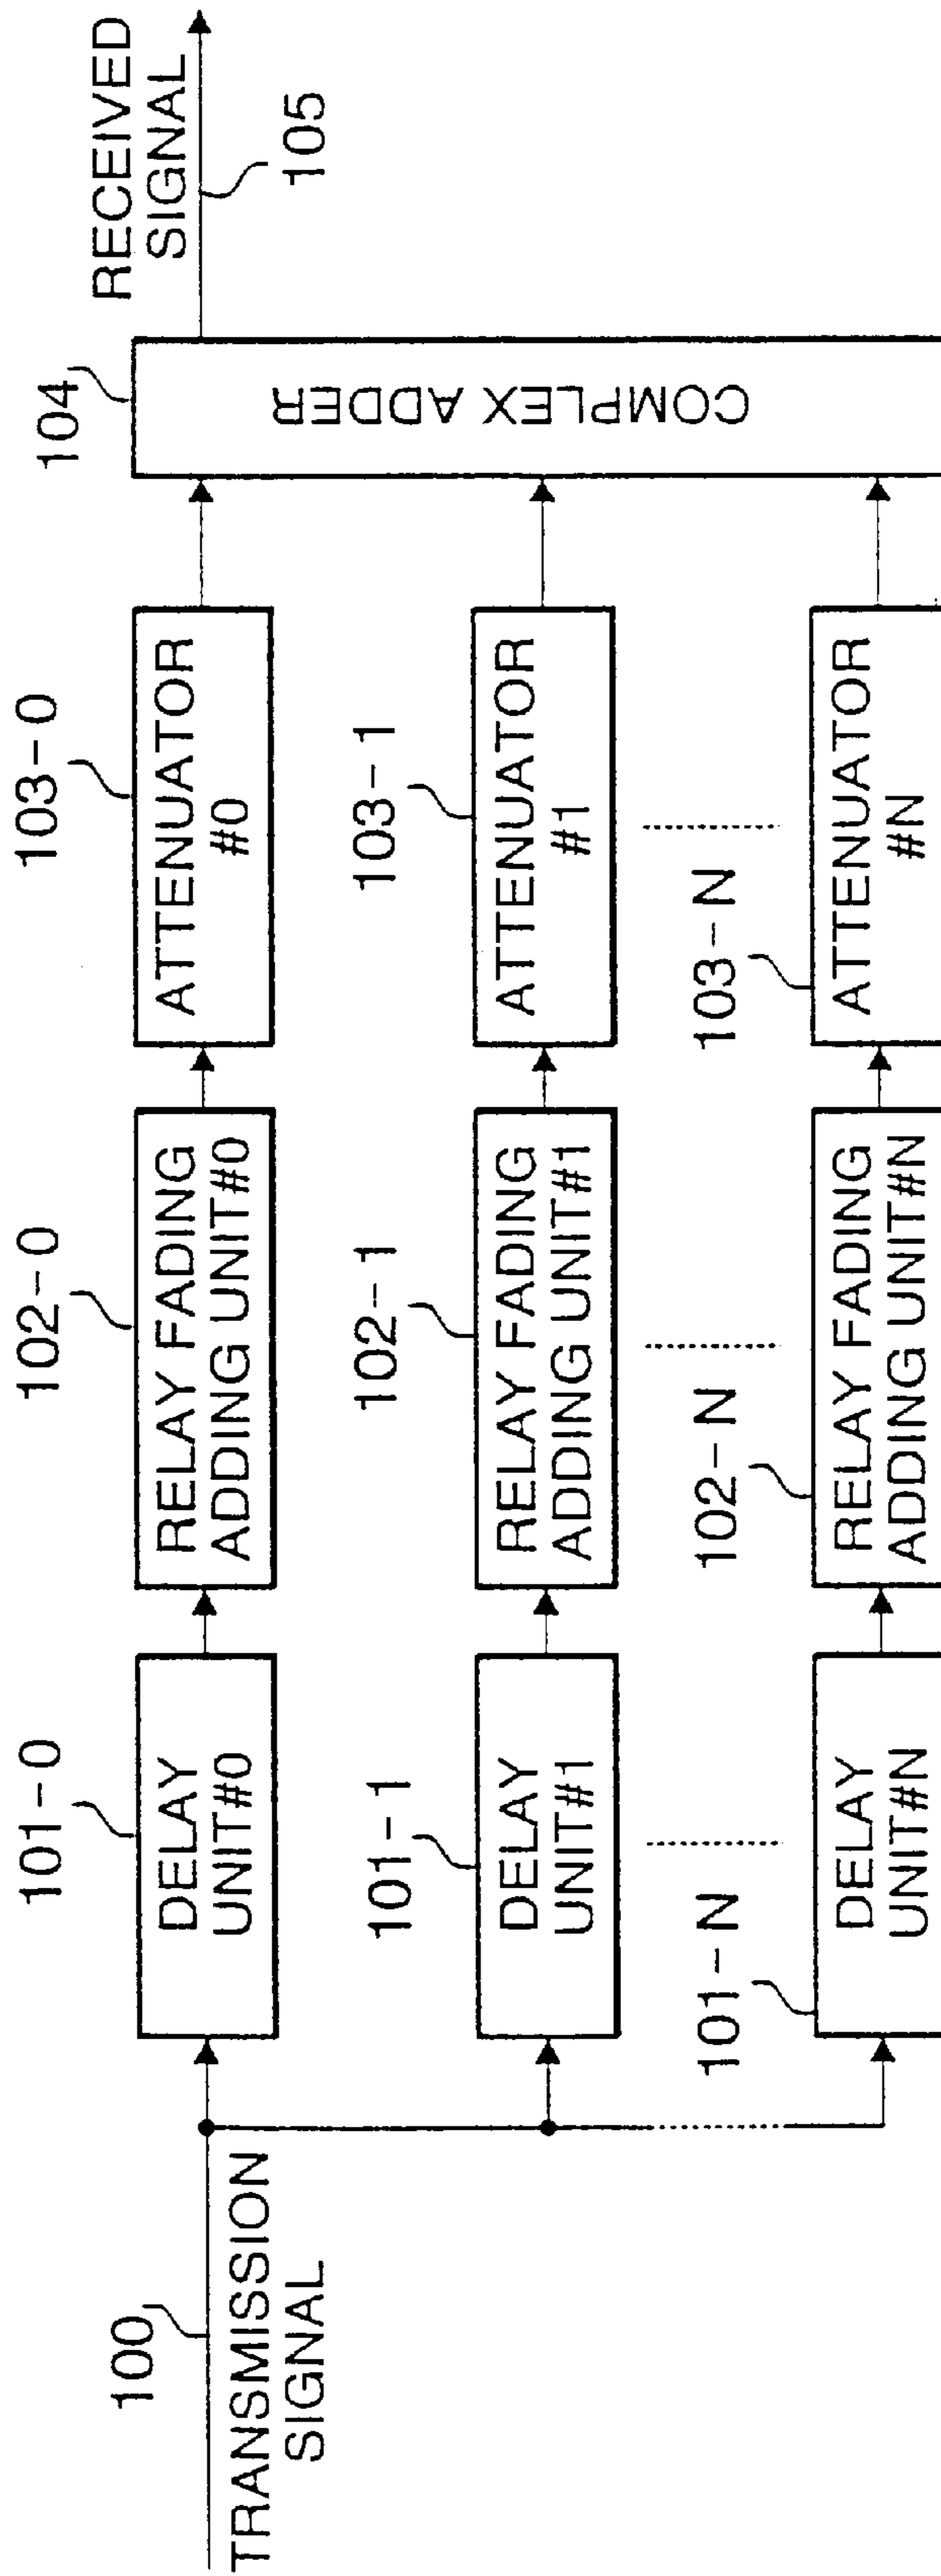 100
TRANSMISSION
SIGNAL
101-0
DELAY
UNIT#0
102-0
RELAY FADING
ADDING UNIT#0
103-0
ATTENUATOR
#0
104
COMPLEX ADDER
RECEIVED
SIGNAL
105
101-1
DELAY
UNIT#1
102-1
RELAY FADING
ADDING UNIT#1
103-1
ATTENUATOR
#1
101-N
DELAY
UNIT#N
102-N
RELAY FADING
ADDING UNIT#N
103-N
ATTENUATOR
#N